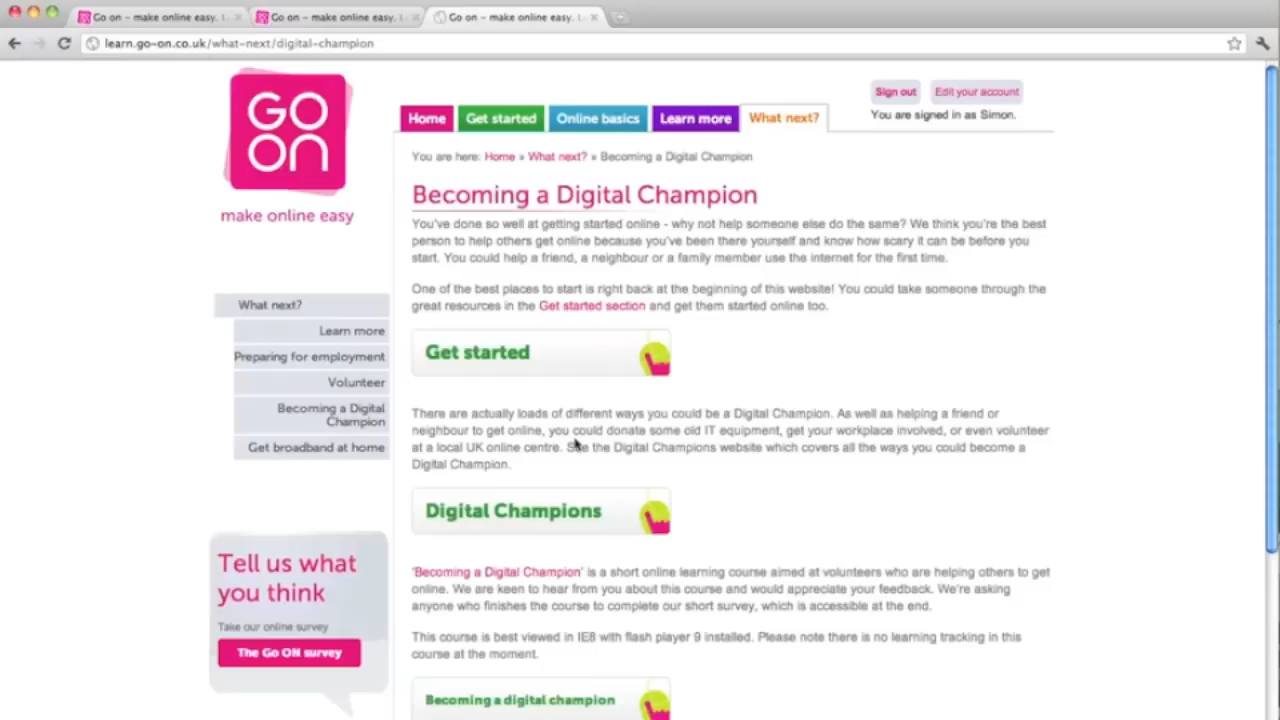 Go on – make online easy.
Go on – make online easy.
Go on – make online easy.
learn.go-on.co.uk/what-next/digital-champion
GO
ON
make online easy
Sign out
Edit your account
You are signed in as Simon.
Home
Get started
Online basics
Learn more
What next?
You are here: Home » What next? » Becoming a Digital Champion
Becoming a Digital Champion
You've done so well at getting started online - why not help someone else do the same? We think you're the best
person to help others get online because you've been there yourself and know how scary it can be before you
start. You could help a friend, a neighbour or a family member use the internet for the first time.
One of the best places to start is right back at the beginning of this website! You could take someone through the
great resources in the Get started section and get them started online too.
Get started
There are actually loads of different ways you could be a Digital Champion. As well as helping a friend or
neighbour to get online, you could donate some old IT equipment, get your workplace involved, or even volunteer
at a local UK online centre. See the Digital Champions website which covers all the ways you could become a
Digital Champion.
Digital Champions
'Becoming a Digital Champion' is a short online learning course aimed at volunteers who are helping others to get
online. We are keen to hear from you about this course and would appreciate your feedback. We're asking
anyone who finishes the course to complete our short survey, which is accessible at the end.
This course is best viewed in IE8 with flash player 9 installed. Please note there is no learning tracking in this
course at the moment.
Becoming a digital champion
What next?
Learn more
Preparing for employment
Volunteer
Becoming a Digital
Champion
Get broadband at home
Tell us what
you think
Take our online survey
The Go ON survey